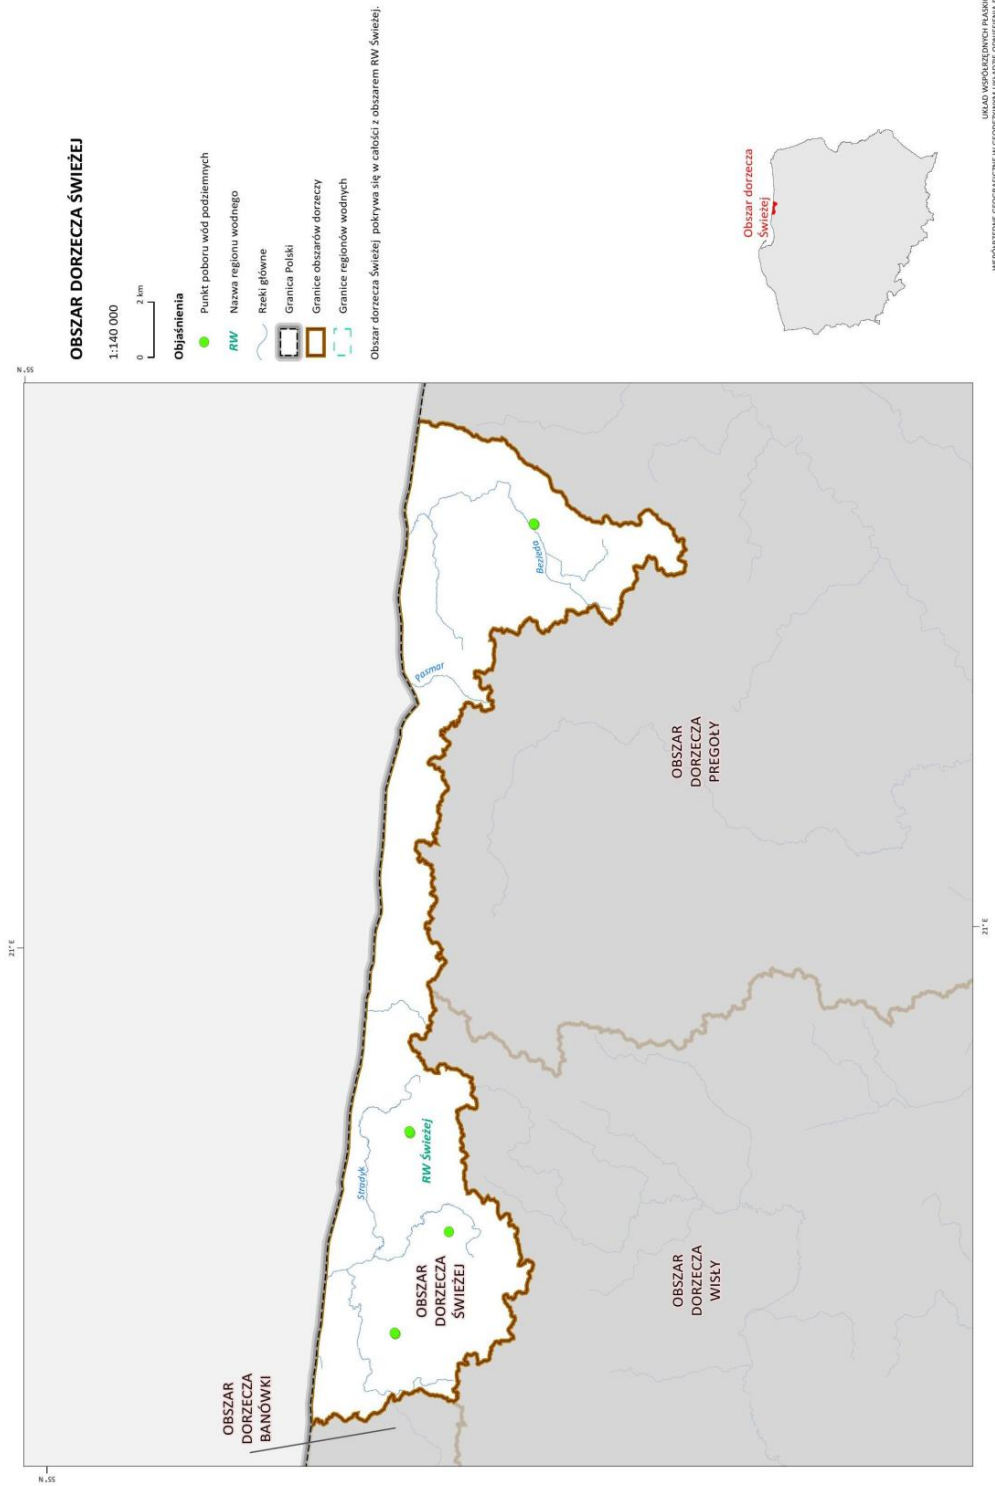 OBSZAR DORZECZA ŚWIEŻEJ
1:140 000
0 2 km
Objaśnienia
Punkt poboru wód podziemnych
RW Nazwa regionu wodnego
Rzeki główne
Granica Polski
Granice obszarów dorzeczy
Granice regionów wodnych
Obszar dorzecza Świeżej pokrywa się w całości z obszarem RW Świeżej.
21°E
N.55
N.55
OBSZAR
DORZECZA
BANÓWKI
Stradyk
RW Świeżej
OBSZAR
DORZECZA
ŚWIEŻEJ
Pasmar
Bezleda
OBSZAR
DORZECZA
WISŁY
OBSZAR
DORZECZA
PREGOŁY
21°E
Obszar dorzecza
Świeżej
UKŁAD WSPÓŁRZĘDNYCH PŁASKICH